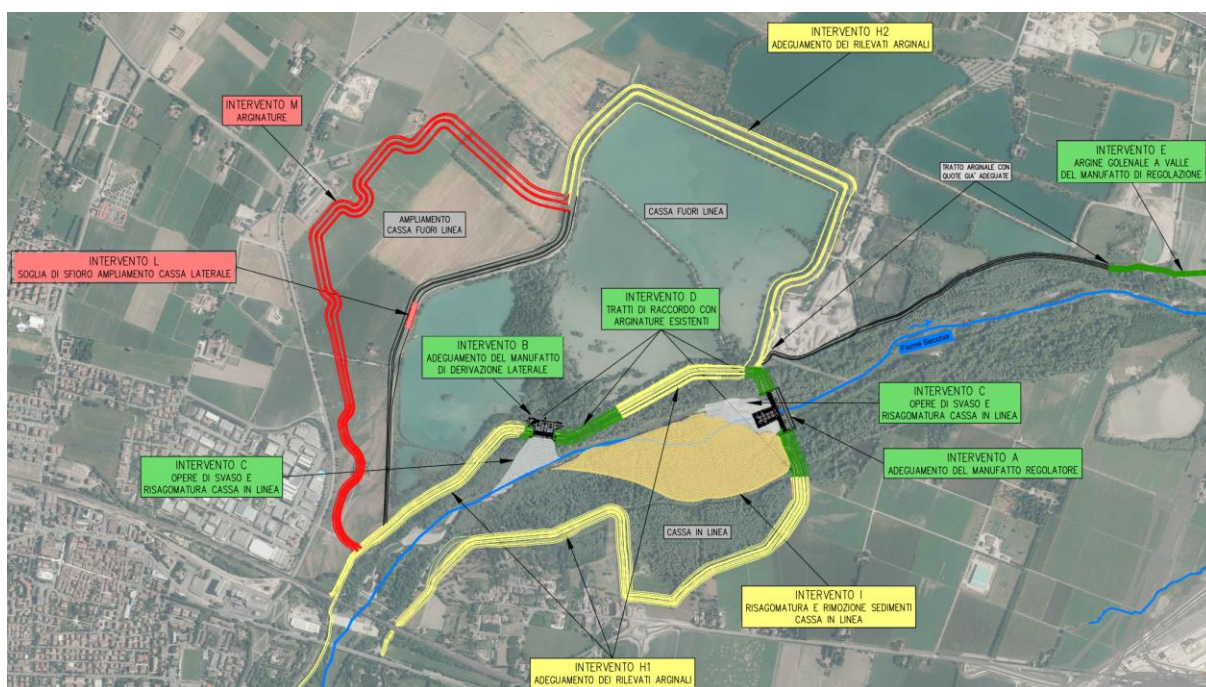 INTERVENTO H2
ADEGUAMENTO DEI RILEVATI ARGINALI
INTERVENTO M
ARGINATURE
INTERVENTO E
ARGINE GOLENALE A VALLE
DEL MANUFATTO DI REGOLAZIONE
TRATTO ARGINALE CON
QUOTE GIA' ADEGUATE
AMPLIAMENTO
CASSA FUORI LINEA
CASSA FUORI LINEA
INTERVENTO L
SOGLIA DI SFIORO AMPLIAMENTO CASSA LATERALE
INTERVENTO D
TRATTI DI RACCORDO CON
ARGINATURE ESISTENTI
Fiume Secchia
INTERVENTO B
ADEGUAMENTO DEL MANUFATTO
DI DERIVAZIONE LATERALE
INTERVENTO C
OPERE DI SVASO E
RISAGOMATURA CASSA IN LINEA
INTERVENTO C
OPERE DI SVASO E
RISAGOMATURA CASSA IN LINEA
INTERVENTO A
ADEGUAMENTO DEL MANUFATTO REGOLATORE
CASSA IN LINEA
INTERVENTO I
RISAGOMATURA E RIMOZIONE SEDIMENTI
CASSA IN LINEA
INTERVENTO H1
ADEGUAMENTO DEI RILEVATI ARGINALI